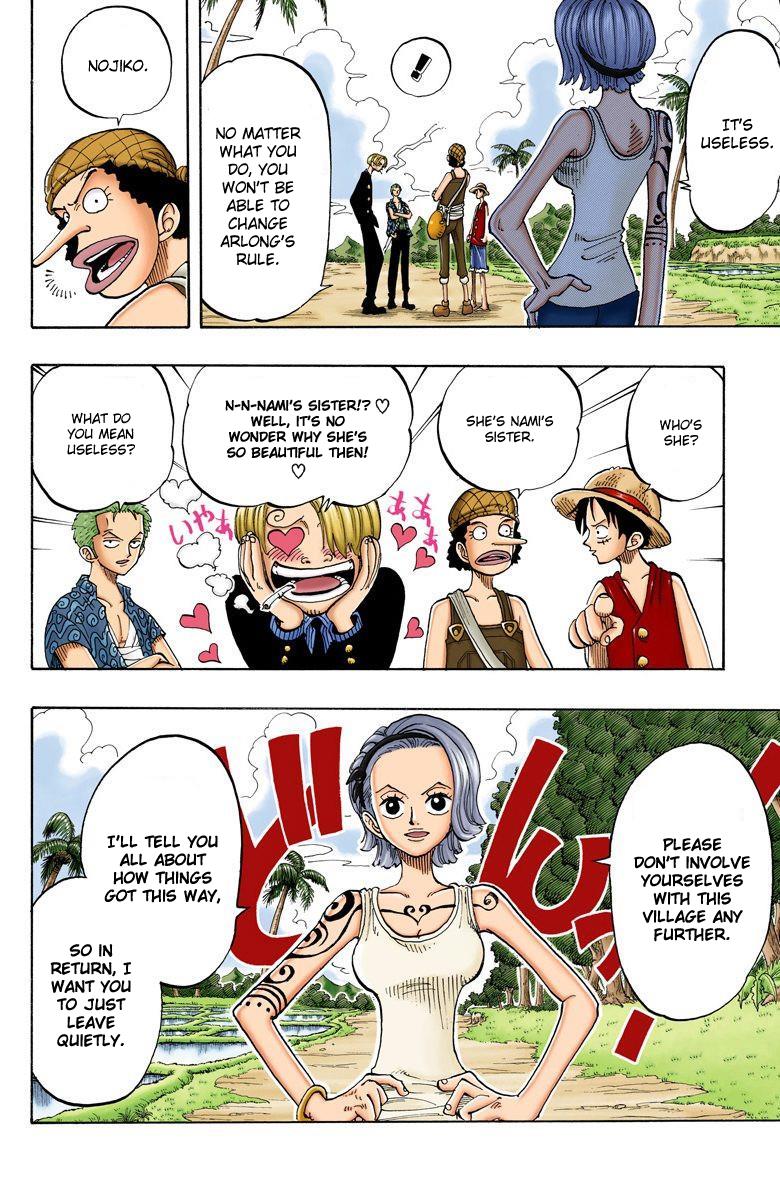 IT'S
USELESS.
!
NO MATTER
WHAT YOU
DO, YOU
WON'T BE
ABLE TO
CHANGE
ARLONG'S
RULE.
NOJIKO.
WHO'S
SHE?
SHE'S NAMI'S
SISTER.
N-N-NAMI'S SISTER!? ♡
WELL, IT'S NO
WONDER WHY SHE'S
SO BEAUTIFUL THEN!
♡
いやあ
あああ
WHAT DO
YOU MEAN
USELESS?
PLEASE
DON'T INVOLVE
YOURSELVES
WITH THIS
VILLAGE ANY
FURTHER.
I'LL TELL YOU
ALL ABOUT
HOW THINGS
GOT THIS WAY,
SO IN
RETURN, I
WANT YOU
TO JUST
LEAVE
QUIETLY.